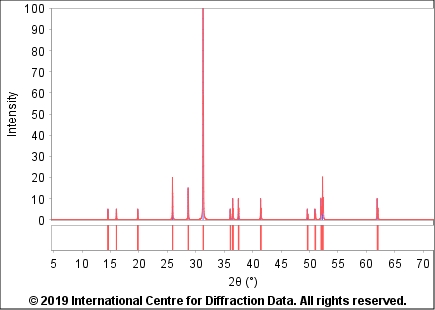 100
90
80
70
60
50
40
30
20
10
0
Intensity
5 10 15 20 25 30 35 40 45 50 55 60 65 70
2θ (°)
© 2019 International Centre for Diffraction Data. All rights reserved.